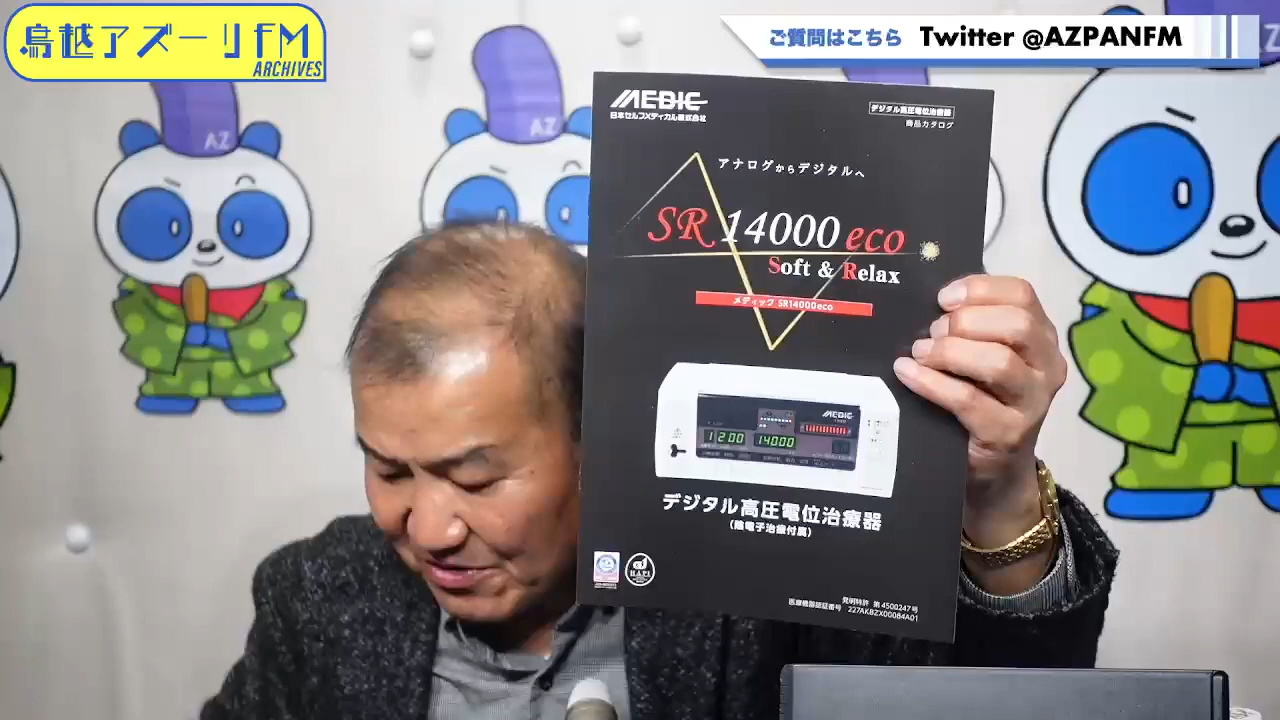 鳥越アズーリFM
ARCHIVES
ご質問はこちら Twitter @AZPANFM
AZ
AZ
MEDIC
日本セルフメディカル株式会社
デジタル高圧電位治療器
商品カタログ
アナログからデジタルへ
SR 14000 eco
Soft & Relax
メディック SR14000eco
MEDIC
1200 14000
デジタル高圧電位治療器
(陰電子治療付属)
HAPI
発明特許 第4500247号
医療機器認証番号 227AKBZX00084A01